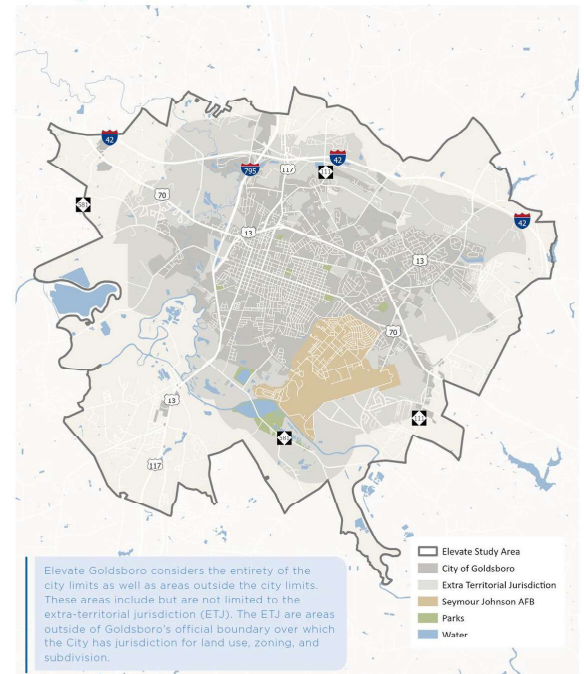 42
42
795
117
111
70
581
42
13
13
70
13
111
581
117
Elevate Goldsboro considers the entirety of the
city limits as well as areas outside the city limits.
These areas include but are not limited to the
extra-territorial jurisdiction (ETJ). The ETJ are areas
outside of Goldsboro's official boundary over which
the City has jurisdiction for land use, zoning, and
subdivision.
Elevate Study Area
City of Goldsboro
Extra Territorial Jurisdiction
Seymour Johnson AFB
Parks
Water